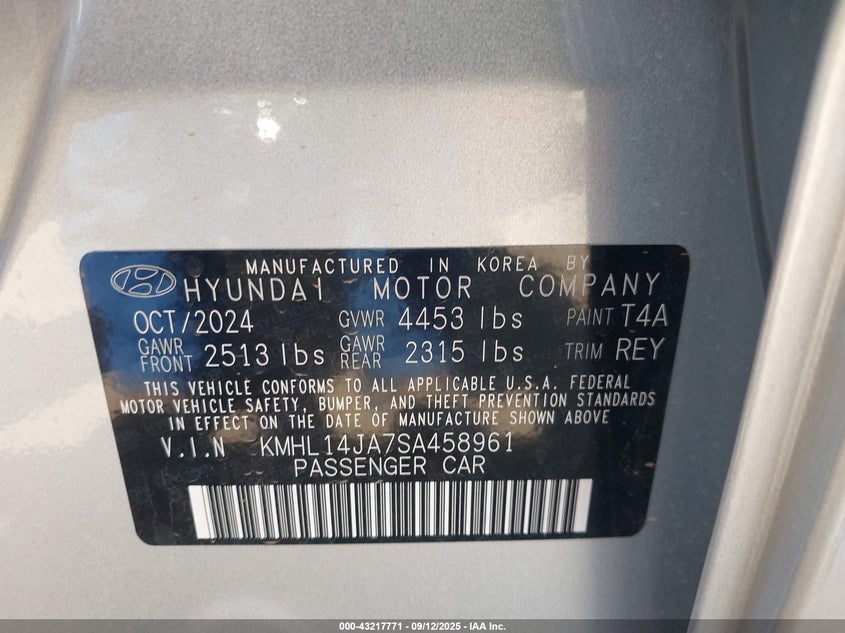 MANUFACTURED IN KOREA BY
HYUNDAI MOTOR COMPANY
OCT/2024 GVWR 4453 lbs PAINT T4A
GAWR FRONT 2513 lbs GAWR REAR 2315 lbs TRIM REY
THIS VEHICLE CONFORMS TO ALL APPLICABLE U.S.A. FEDERAL
MOTOR VEHICLE SAFETY, BUMPER, AND THEFT PREVENTION STANDARDS
IN EFFECT ON THE DATE OF MANUFACTURE SHOWN ABOVE
V.I.N KMHL14JA7SA458961
PASSENGER CAR
000-43217771 - 09/12/2025 - IAA Inc.